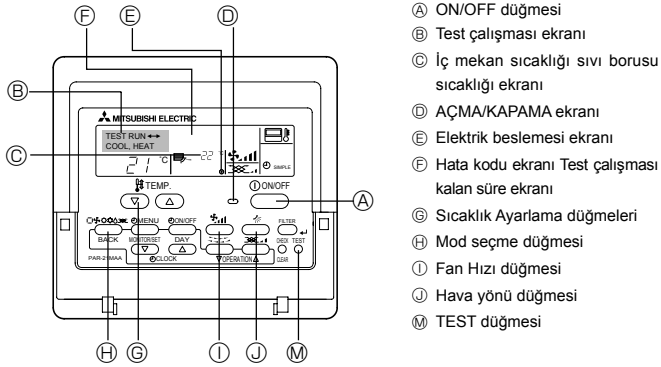 F
E
D
B
C
A
MITSUBISHI ELECTRIC
TEST RUN
COOL, HEAT
21 °C
22 °C
SIMPLE
TEMP.
ON/OFF
MENU
ON/OFF
FILTER
BACK
MONITOR/SET
DAY
CHECK
TEST
PAR-21MAA
CLOCK
OPERATION
CLEAR
H
G
I
J
M
A ON/OFF düğmesi
B Test çalışması ekranı
C İç mekan sıcaklığı sıvı borusu
sıcaklığı ekranı
D AÇMA/KAPAMA ekranı
E Elektrik beslemesi ekranı
F Hata kodu ekranı Test çalışması
kalan süre ekranı
G Sıcaklık Ayarlama düğmeleri
H Mod seçme düğmesi
I Fan Hızı düğmesi
J Hava yönü düğmesi
M TEST düğmesi